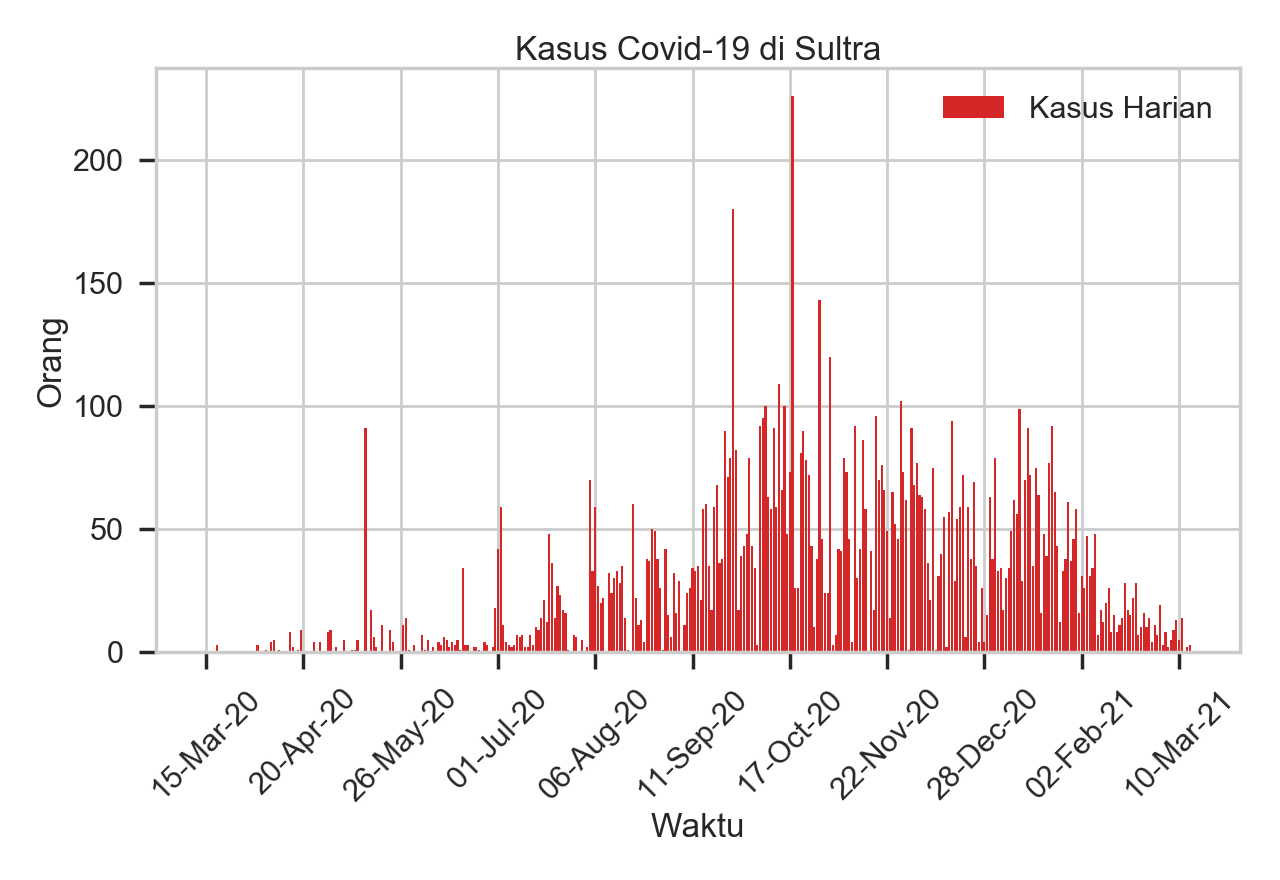 Kasus Covid-19 di Sultra
Kasus Harian
Orang
200
150
100
50
0
15-Mar-20
20-Apr-20
26-May-20
01-Jul-20
06-Aug-20
11-Sep-20
17-Oct-20
22-Nov-20
28-Dec-20
02-Feb-21
10-Mar-21
Waktu